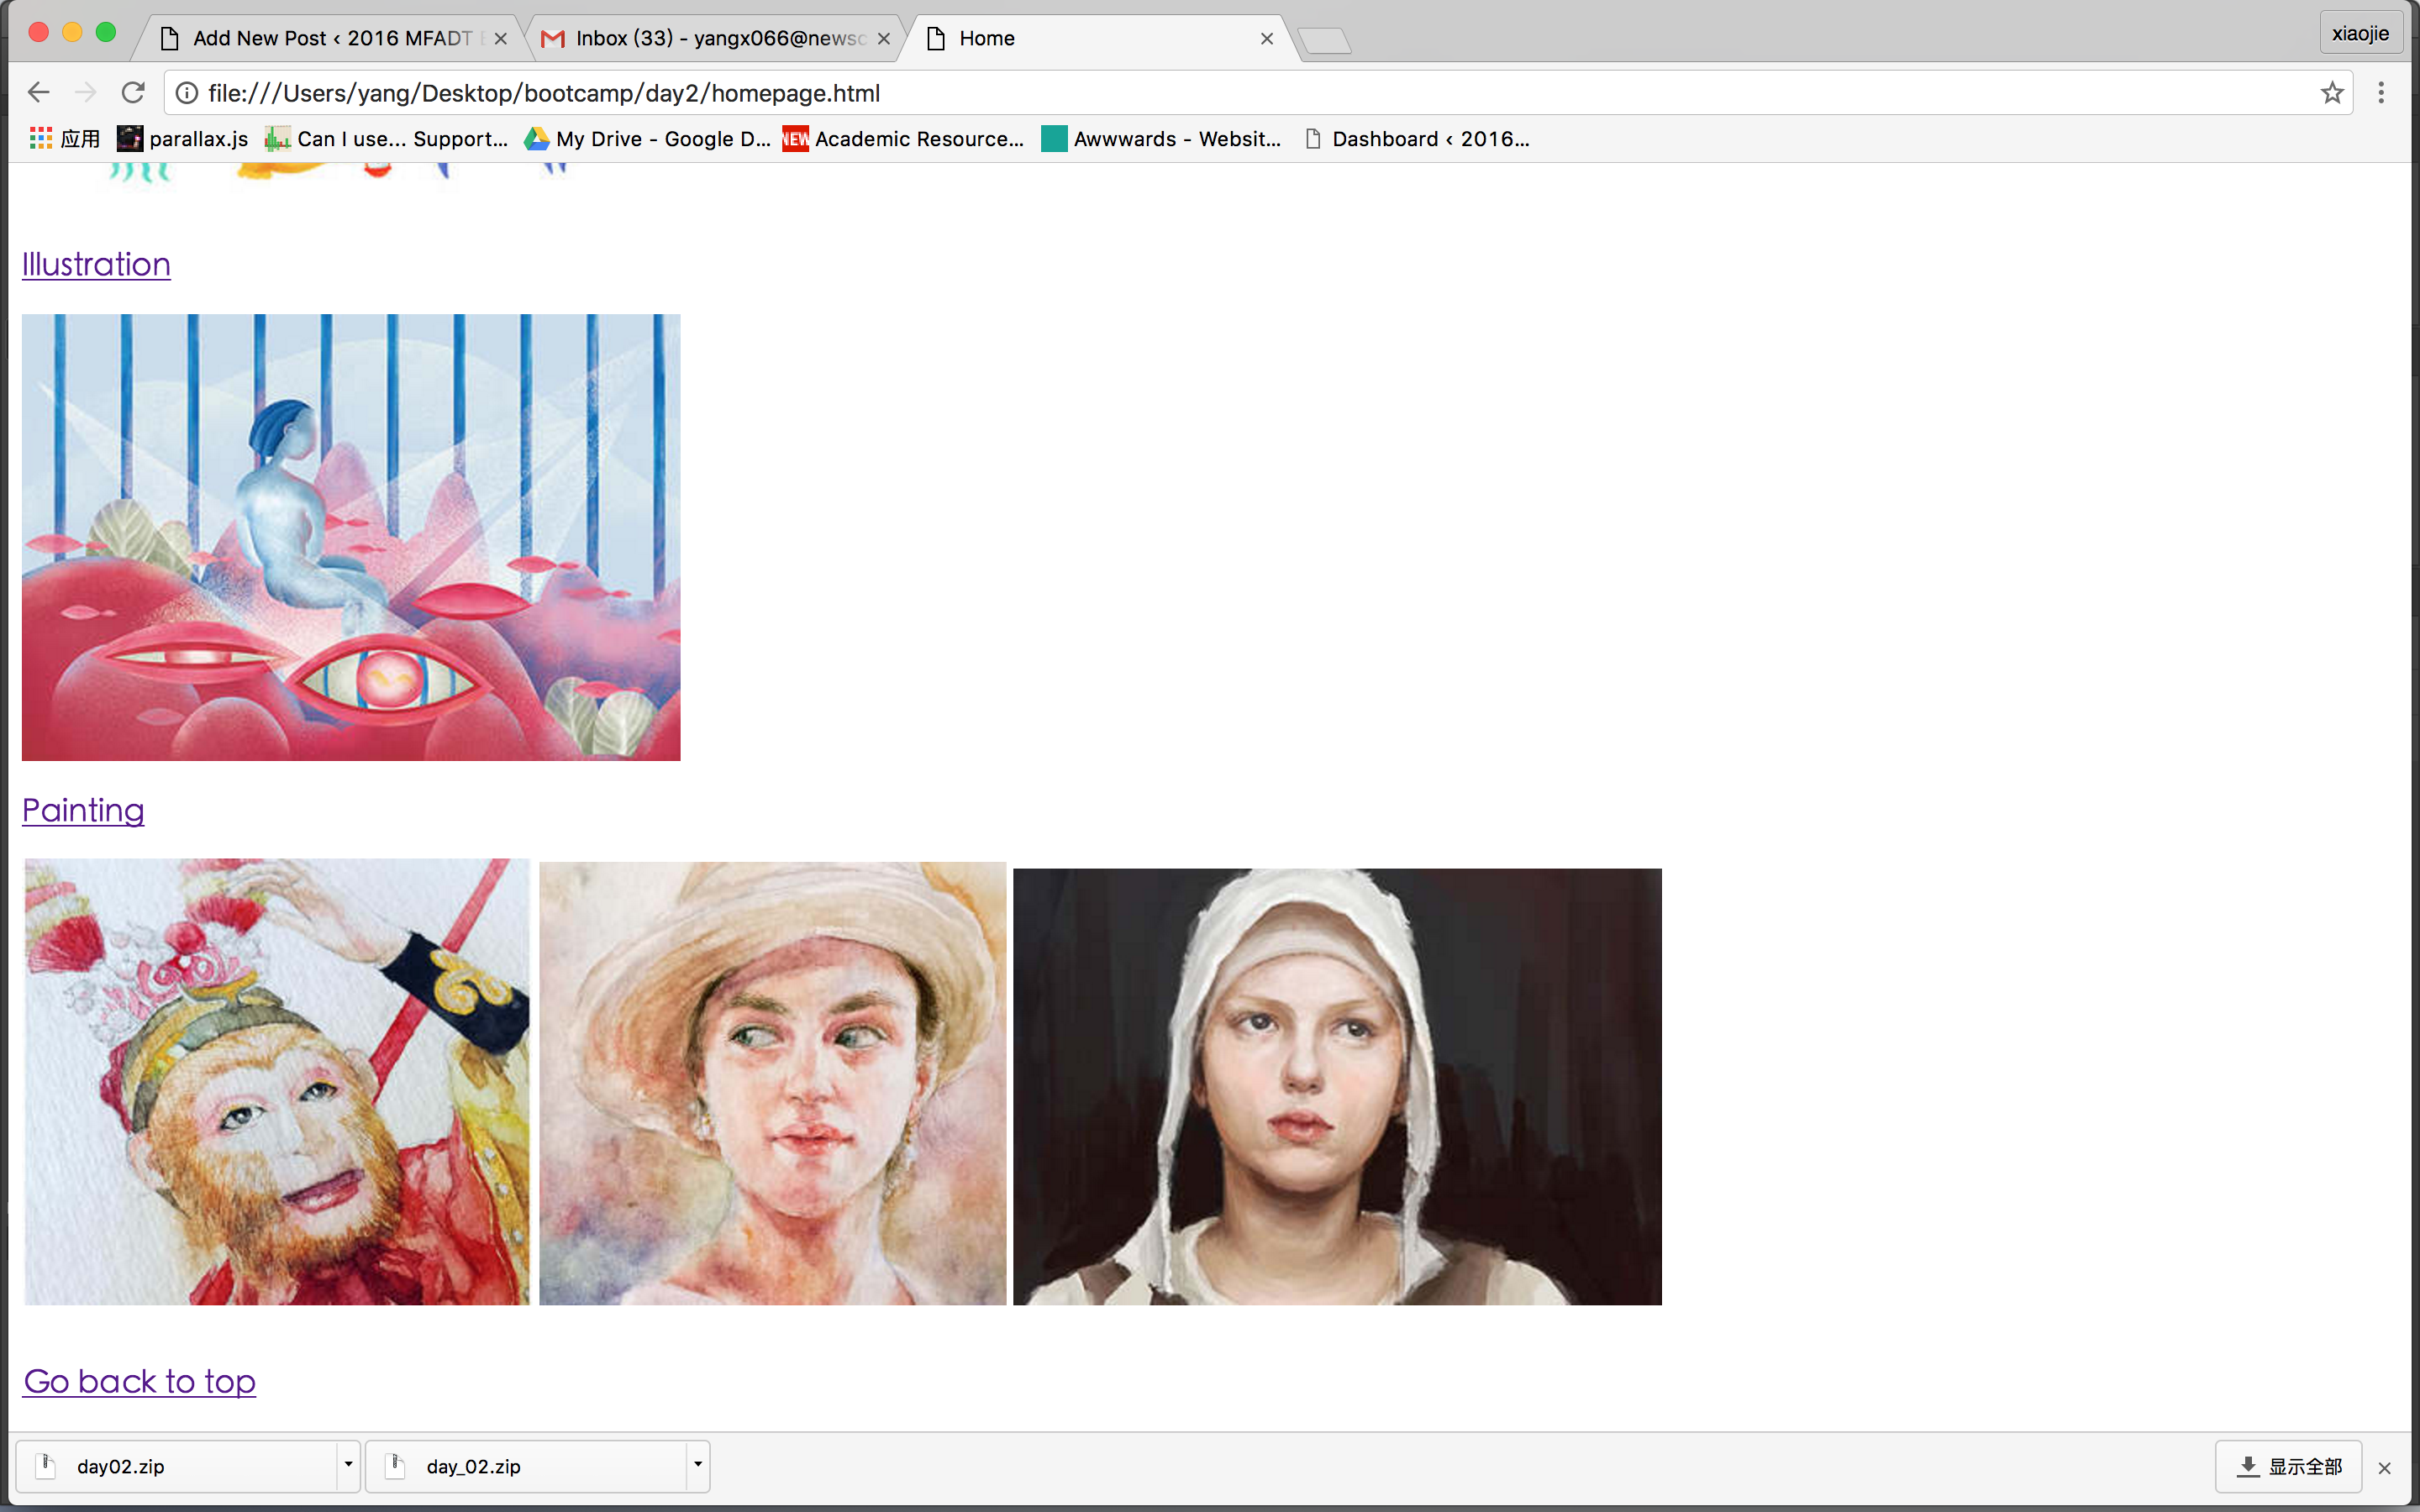 Add New Post ‹ 2016 MFADT
Inbox (33) - yangx066@newsc
Home
xiaojie
file:///Users/yang/Desktop/bootcamp/day2/homepage.html
应用
parallax.js
Can I use... Support...
My Drive - Google D...
NEW
Academic Resource...
Awwwards - Websit...
Dashboard ‹ 2016...
Illustration
Painting
Go back to top
day02.zip
day_02.zip
显示全部